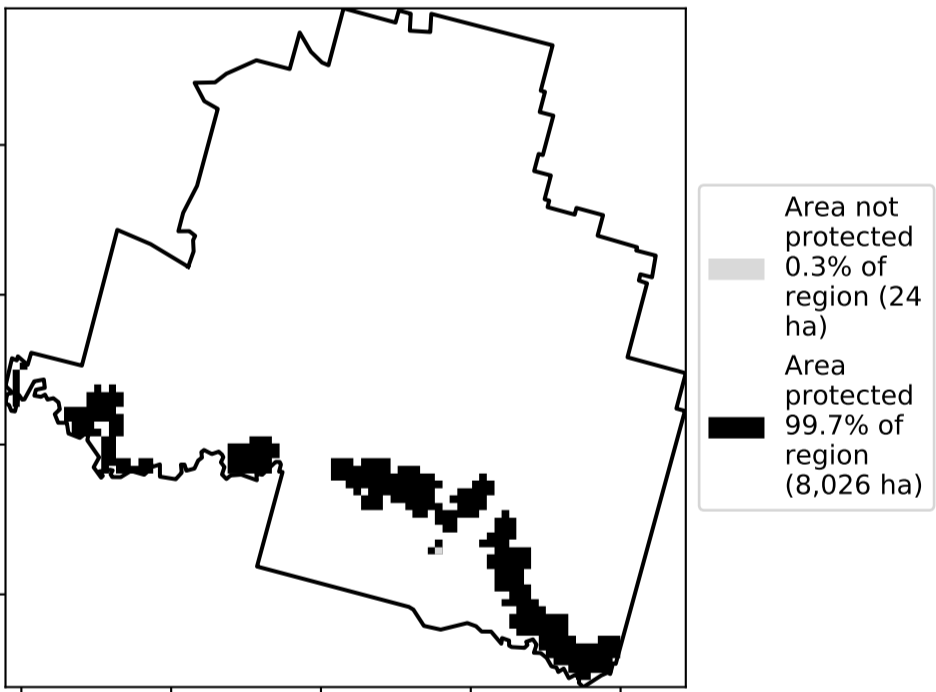 Area not
protected
0.3% of
region (24
ha)
Area
protected
99.7% of
region
(8,026 ha)